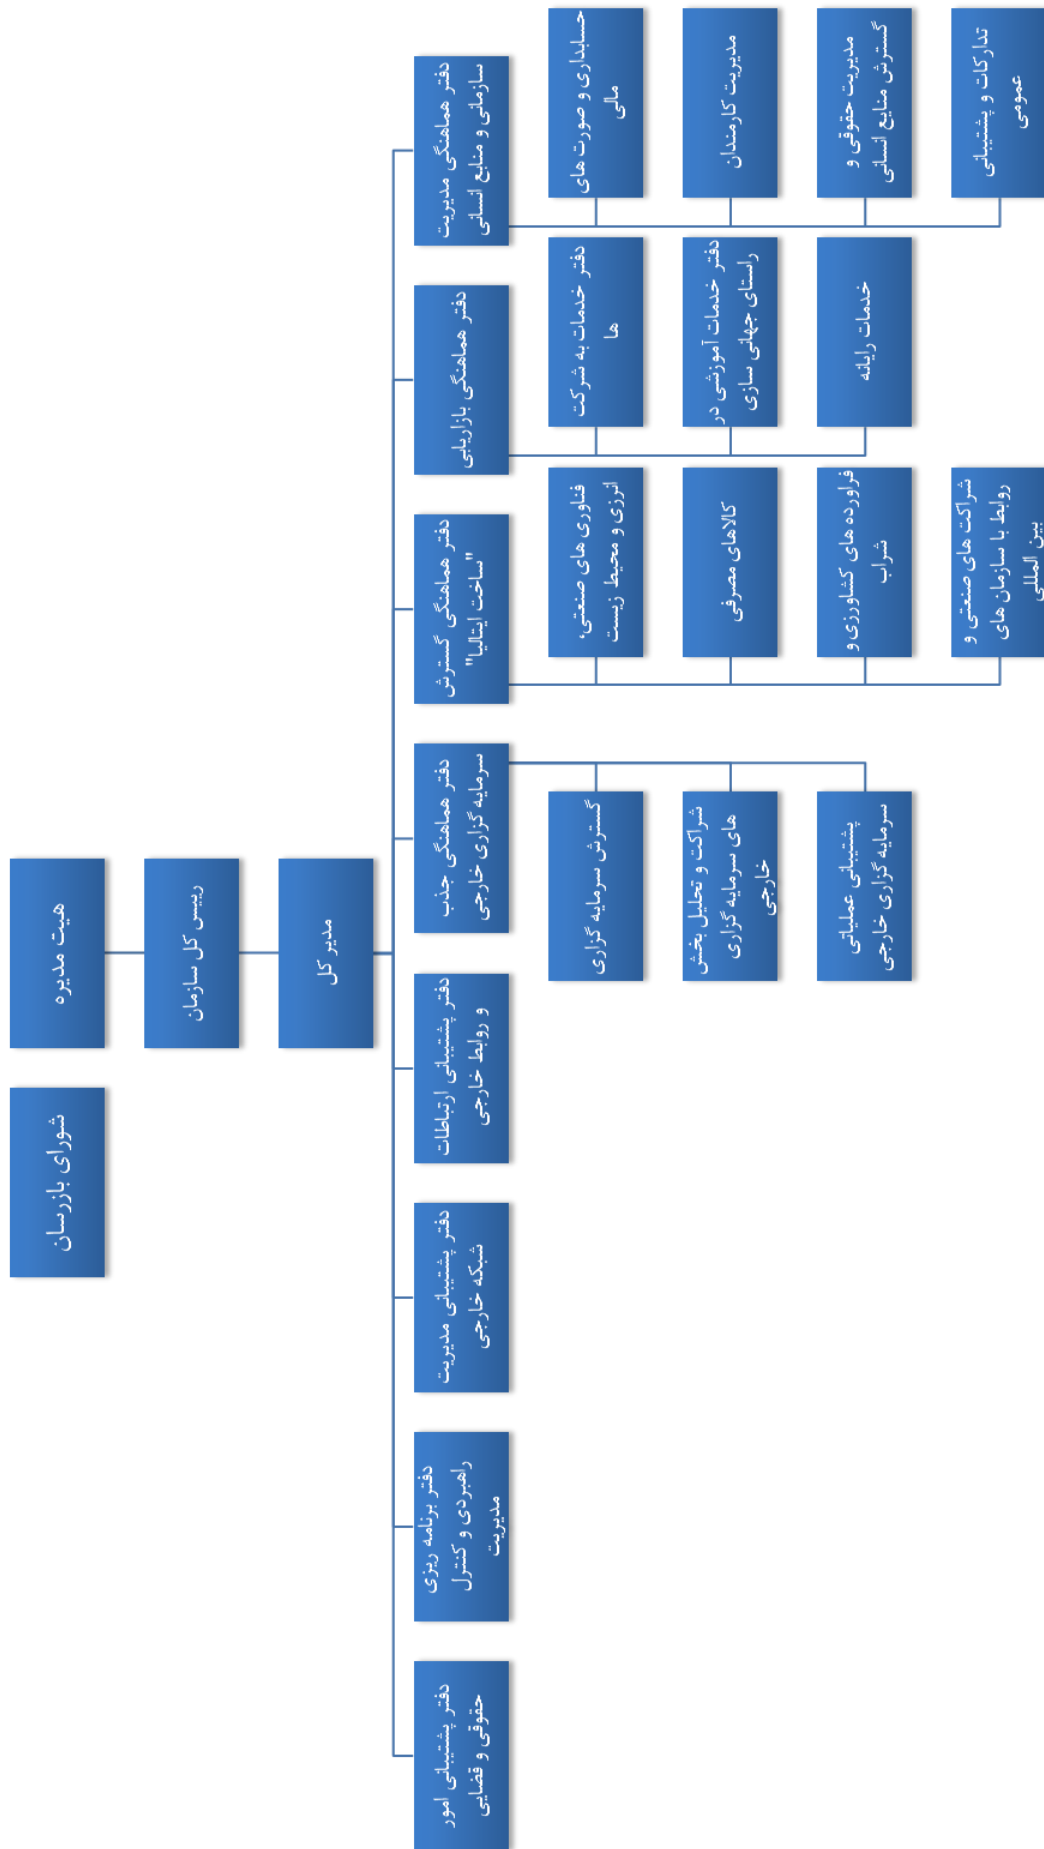 هیت مدیره
شورای بازرسان
رییس کل سازمان
مدیر کل
دفتر هماهنگی مدیریت
سازمانی و منابع انسانی
حسابداری و صورت های
مالی
مدیریت کارمندان
مدیریت حقوقی و
گسترش منایع انسانی
تدارکات و پشتیبانی
عمومی
دفتر هماهنگی بازاریابی
دفتر خدمات به شرکت
ها
دفتر خدمات آموزشی در
راستای جهانی سازی
خدمات رایانه
دفتر هماهنگی گسترش
"ساخت ایتالیا"
فناوری های صنعتی،
انرزی و محیط زیست
کالاهای مصرفی
فراورده های کشاورزی و
شراب
شراکت های صنعتی و
روابط با سازمان های
بین المللی
دفتر هماهنگی جذب
سرمایه گزاری خارجی
گسترش سرمایه گزاری
شراکت و تحلیل بخش
های سرمایه گزاری
خارجی
پشتیبانی عملیاتی
سرمایه گزاری خارجی
دفتر پشتیبانی ارتباطات
و روابط خارجی
دفتر پشتیبانی مدیریت
شبکه خارجی
دفتر برنامه ریزی
راهبردی و کنترل
مدیریت
دفتر پشتیبانی امور
حقوقی و قضایی